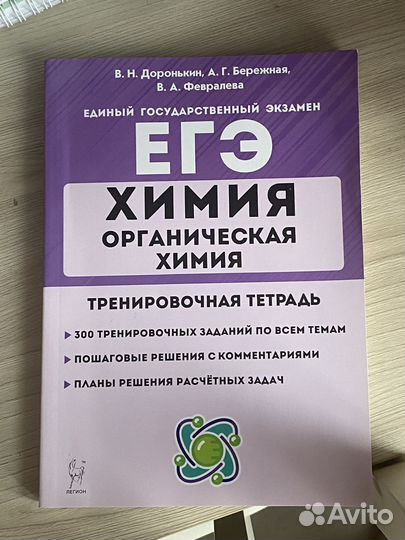 В. Н. Доронькин, А. Г. Бережная,
В. А. Февралева
ЕДИНЫЙ ГОСУДАРСТВЕННЫЙ ЭКЗАМЕН
ЕГЭ
ХИМИЯ
ОРГАНИЧЕСКАЯ
ХИМИЯ
ТРЕНИРОВОЧНАЯ ТЕТРАДЬ
300 ТРЕНИРОВОЧНЫХ ЗАДАНИЙ ПО ВСЕМ ТЕМАМ
ПОШАГОВЫЕ РЕШЕНИЯ С КОММЕНТАРИЯМИ
ПЛАНЫ РЕШЕНИЯ РАСЧЁТНЫХ ЗАДАЧ
ЛЕГИОН
Avito